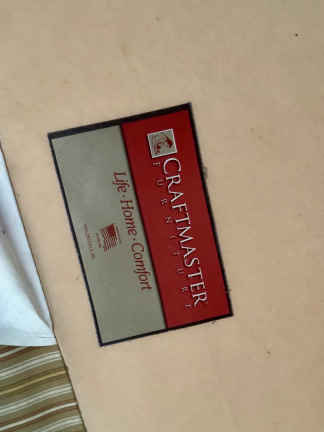 CRAFTMASTER
FURNITURE
Life · Home · Comfort